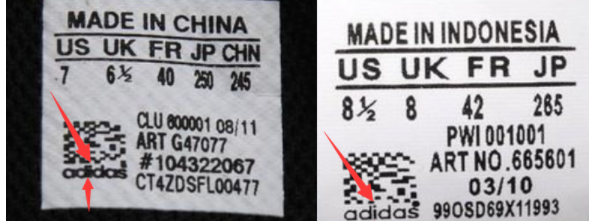 MADE IN CHINA
US UK FR JP CHN
7 6½ 40 250 245
CLU 600001 08/11
ART G47077
#104322067
CT4ZDSFL00477
adidas
MADE IN INDONESIA
US UK FR JP
8½ 8 42 265
PWI 001001
ART NO.665601
03/10
99OSD69X11993
adidas